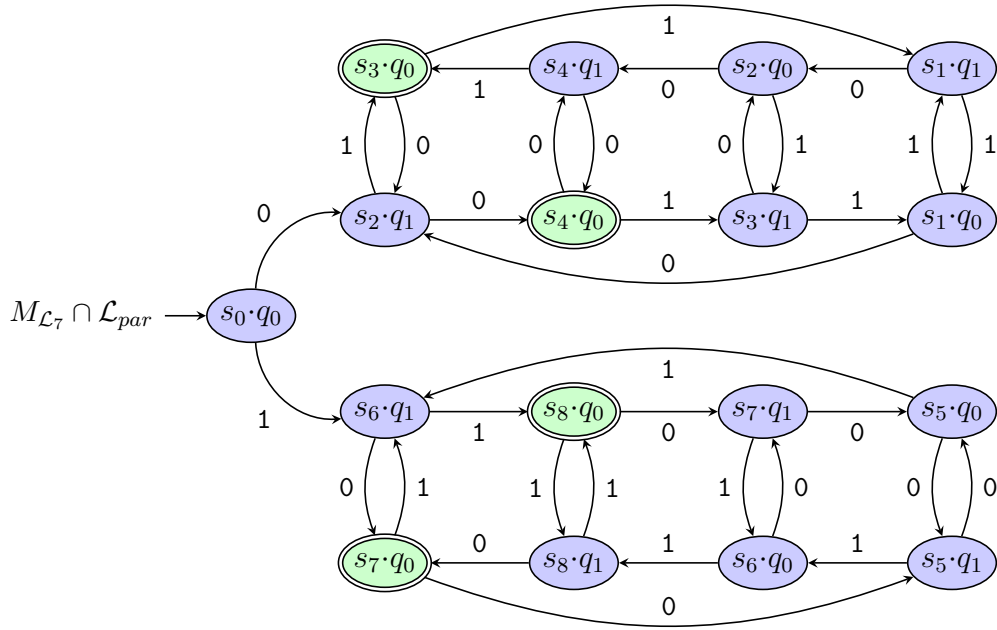 1
s₃·q₀ s₄·q₁ s₂·q₀ s₁·q₁
1 0 0
1 0 0 0 0 1 1 1
0 1 1
s₂·q₁ s₄·q₀ s₃·q₁ s₁·q₀
0
0
M_{𝓛₇} ∩ 𝓛_{par} s₀·q₀
1
1
s₆·q₁ s₈·q₀ s₇·q₁ s₅·q₀
1 0 0
0 1 1 1 1 0 0 0
0 1 1
s₇·q₀ s₈·q₁ s₆·q₀ s₅·q₁
0